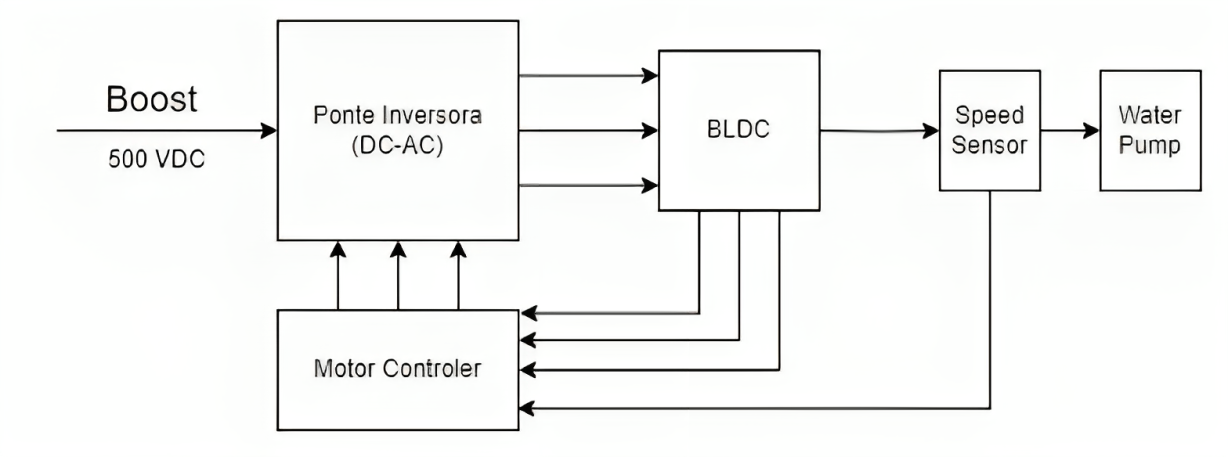 Boost
500 VDC
Ponte Inversora
(DC-AC)
BLDC
Speed
Sensor
Water
Pump
Motor Controler